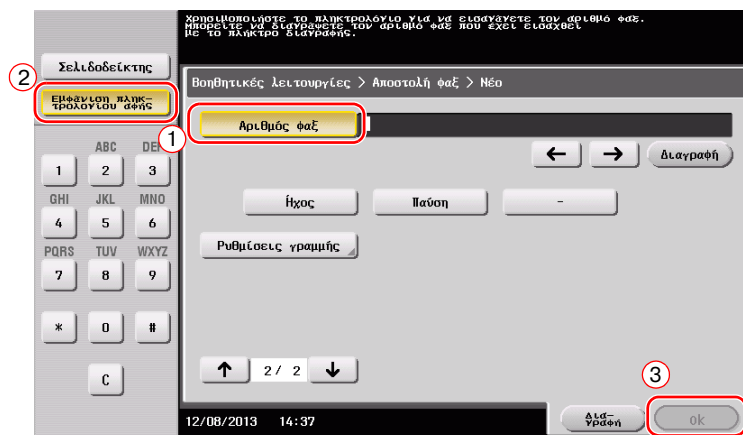 Χρησιμοποιήστε το πληκτρολόγιο για να εισαγάγετε τον αριθμό φαξ.
Μπορείτε να διαγράψετε τον αριθμό φαξ που έχει εισαχθεί
με το πλήκτρο διαγραφής.
Σελιδοδείκτης
2
Εμφάνιση πληκ-
τρολογίου αφής
Βοηθητικές λειτουργίες > Αποστολή φαξ > Νέο
1
Αριθμός φαξ
← → Διαγραφή
ABC DEF
1 2 3
GHI JKL MNO
4 5 6
PQRS TUV WXYZ
7 8 9
* 0 #
C
Ήχος Παύση -
Ρυθμίσεις γραμμής
↑ 2/ 2 ↓
3
12/08/2013 14:37
Δια-
γραφή
ok